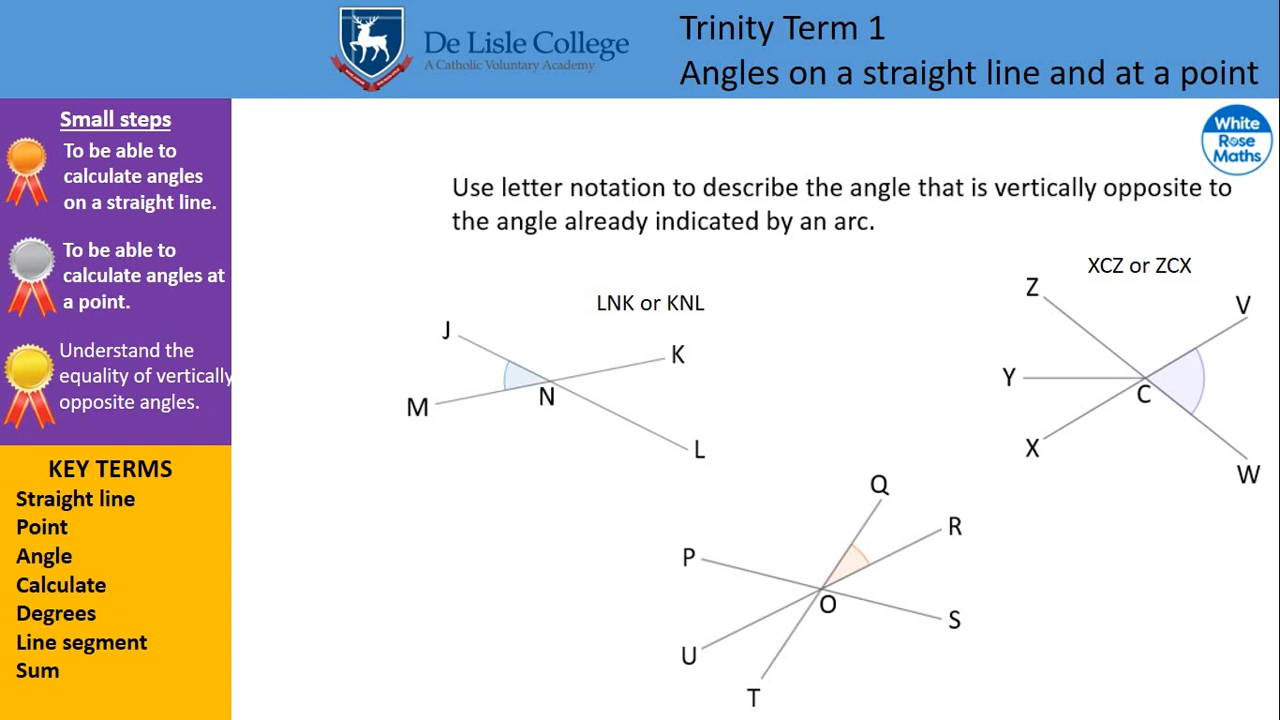 De Lisle College
A Catholic Voluntary Academy
Trinity Term 1
Angles on a straight line and at a point
White
Rose
Maths
Small steps
To be able to
calculate angles
on a straight line.
To be able to
calculate angles at
a point.
Understand the
equality of vertically
opposite angles.
KEY TERMS
Straight line
Point
Angle
Calculate
Degrees
Line segment
Sum
Use letter notation to describe the angle that is vertically opposite to
the angle already indicated by an arc.
LNK or KNL
J
K
N
M
L
XCZ or ZCX
Z
V
Y
C
X
W
Q
R
P
O
S
U
T